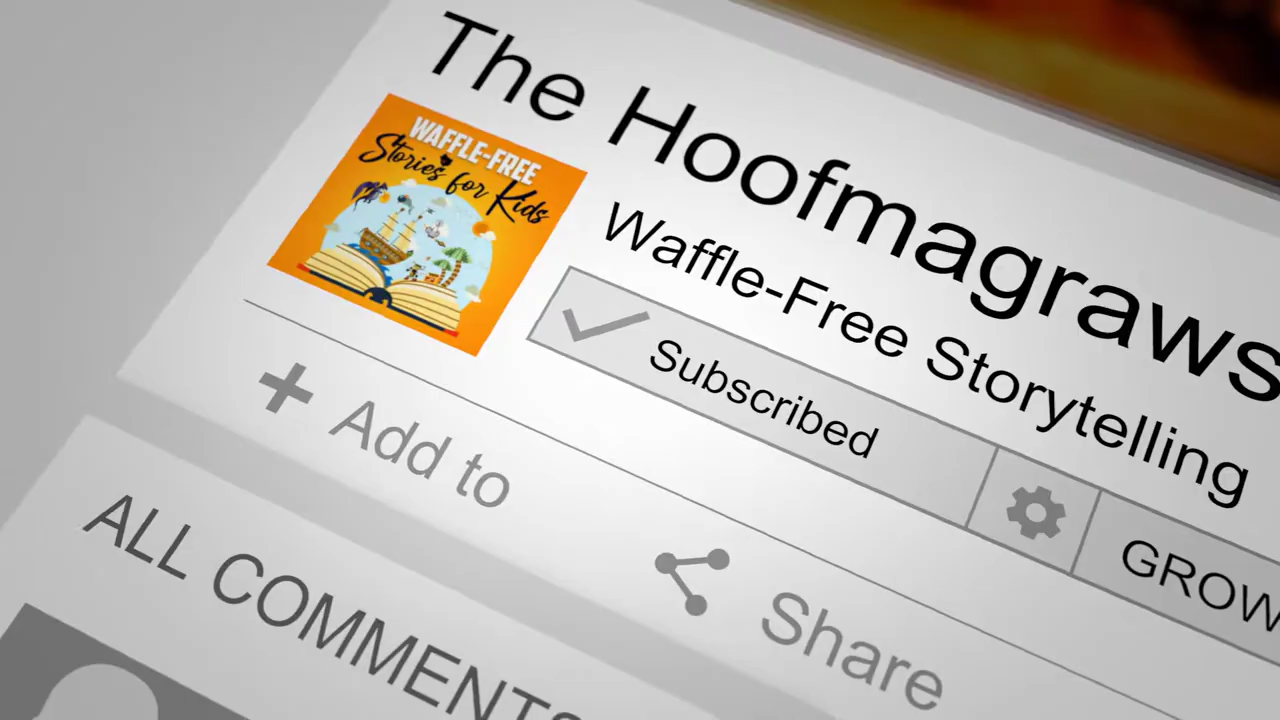 The Hoofmagraws
WAFFLE-FREE
Stories for Kids
Waffle-Free Storytelling
Subscribed
GROW
Add to
Share
ALL COMMENTS